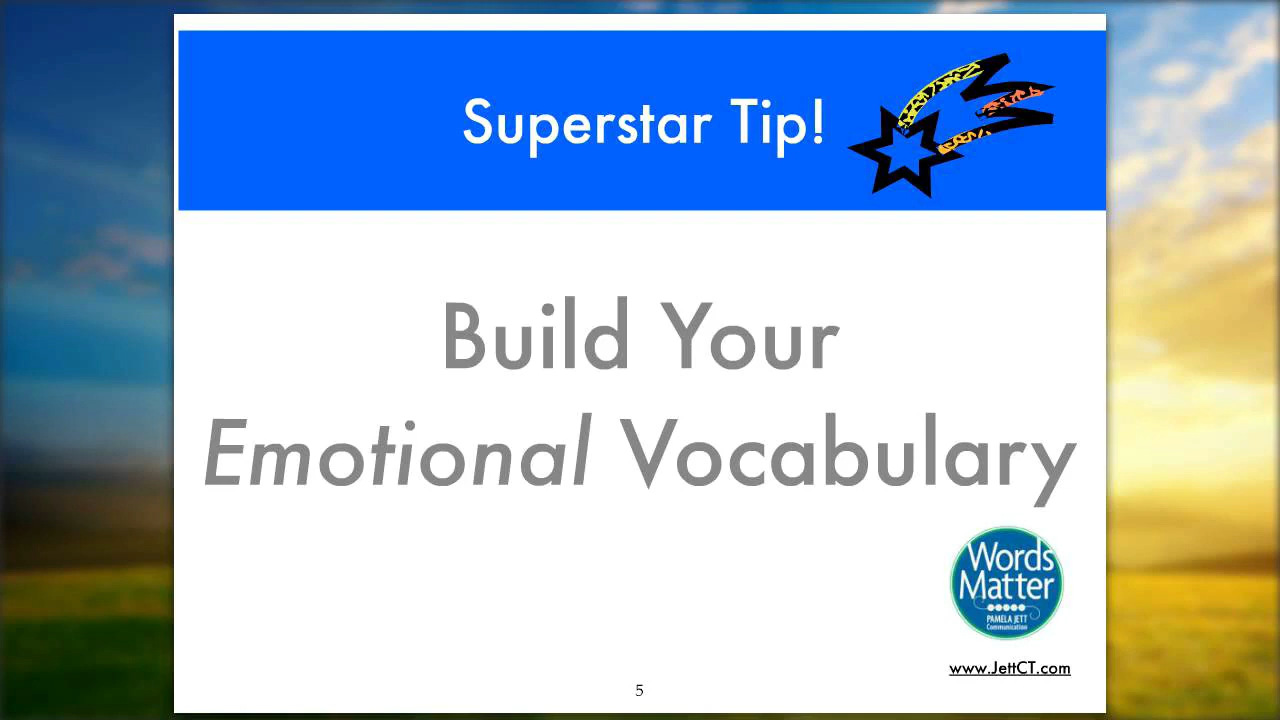 Superstar Tip!
Build Your
Emotional Vocabulary
Words
Matter
PAMELA JETT
Communication
www.JettCT.com
5